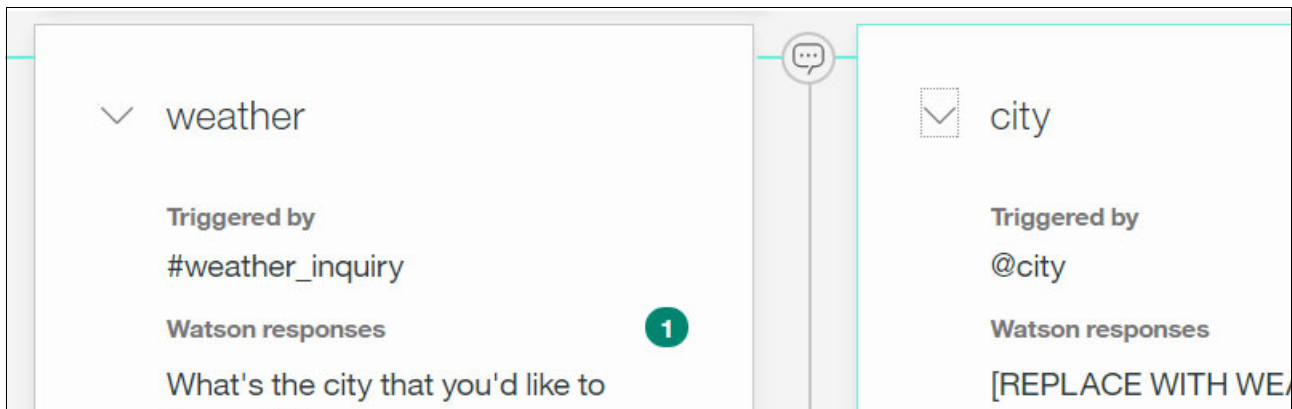 weather
Triggered by
#weather_inquiry
Watson responses
1
What's the city that you'd like to
city
Triggered by
@city
Watson responses
[REPLACE WITH